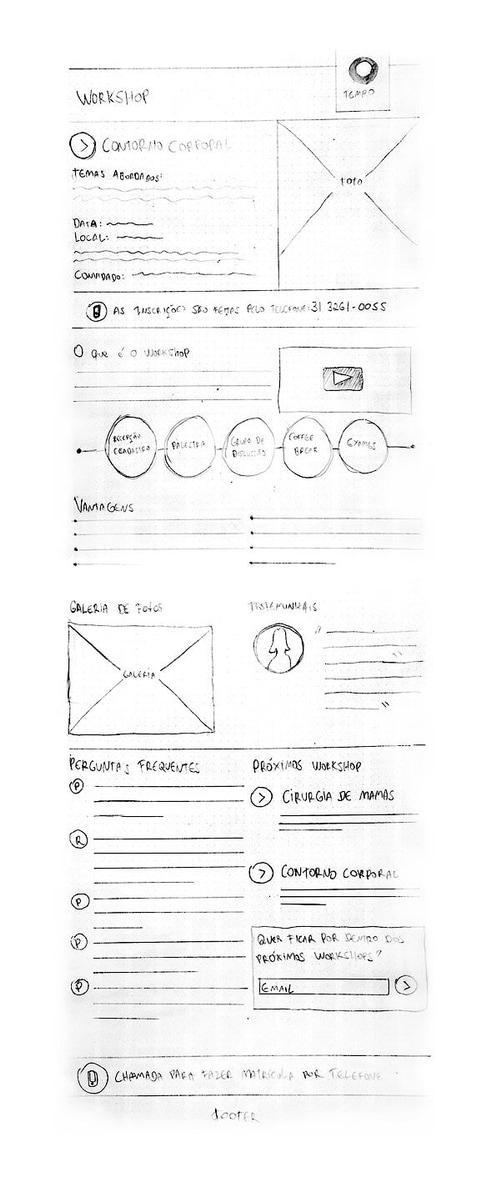 WORKSHOP
TEMPO
CONTORNO CORPORAL
TEMAS ABORDADOS:
FOTO
DATA:
LOCAL:
CONVIDADO:
AS INSCRIÇÕES SÃO FEITAS PELO TELEFONE: 31 3261-0055
O que é o WORKSHOP
RECEPÇÃO
CREDENCIADO
PALESTRA
GRUPO DE
DISCUSSÃO
COFFEE
BREAK
EXAMES
VANTAGENS
GALERIA DE FOTOS
TESTEMUNHAIS
GALERIA
PERGUNTAS FREQUENTES
PRÓXIMOS WORKSHOP
P
CIRURGIA DE MAMAS
R
CONTORNO CORPORAL
P
P
QUER FICAR POR DENTRO DOS
PRÓXIMOS WORKSHOPS?
P
EMAIL
CHAMADA PARA FAZER MATRÍCULA POR TELEFONE
FOOTER